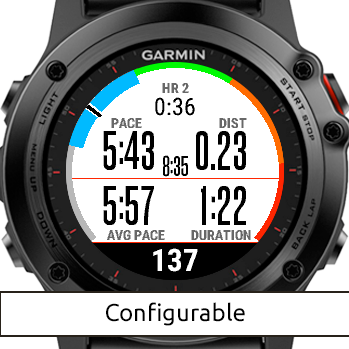 GARMIN
LIGHT
START STOP
MENU UP
DOWN
BACK LAP
HR 2
0:36
PACE DIST
5:43 8:35 0.23
5:57 1:22
AVG PACE DURATION
137
Configurable